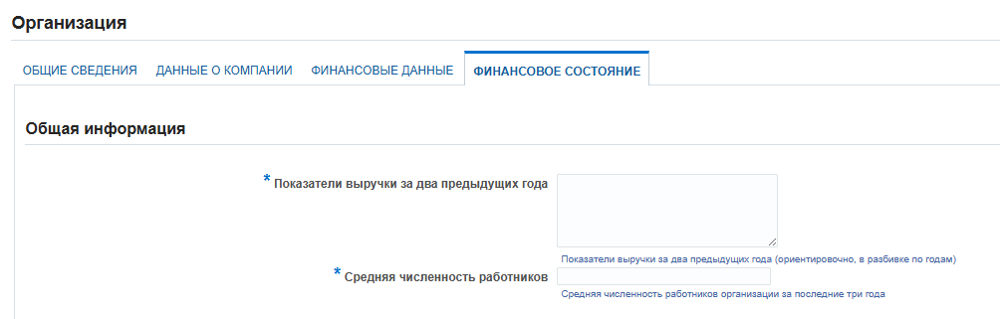 Организация
ОБЩИЕ СВЕДЕНИЯ ДАННЫЕ О КОМПАНИИ ФИНАНСОВЫЕ ДАННЫЕ ФИНАНСОВОЕ СОСТОЯНИЕ
Общая информация
* Показатели выручки за два предыдущих года
Показатели выручки за два предыдущих года (ориентировочно, в разбивке по годам)
* Средняя численность работников
Средняя численность работников организации за последние три года